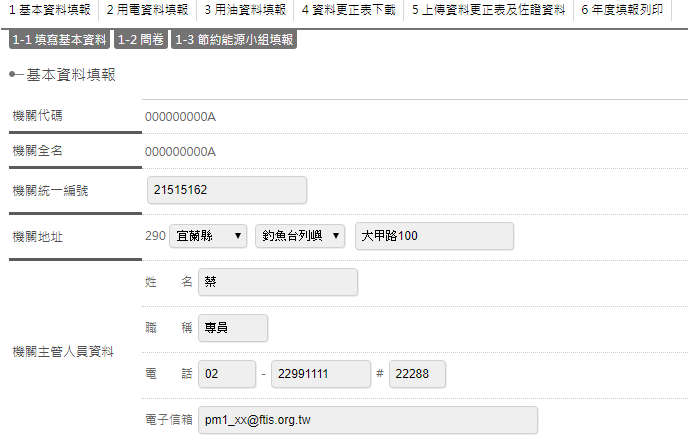 1 基本資料填報 2 用電資料填報 3 用油資料填報 4 資料更正表下載 5 上傳資料更正表及佐證資料 6 年度填報列印
1-1 填寫基本資料 1-2 問卷 1-3 節約能源小組填報
基本資料填報
機關代碼 000000000A
機關全名 000000000A
機關統一編號 21515162
機關地址 290 宜蘭縣 釣魚台列嶼 大甲路100
機關主管人員資料
姓 名 蔡
職 稱 專員
電 話 02 - 22991111 # 22288
電子信箱 pm1_xx@ftis.org.tw